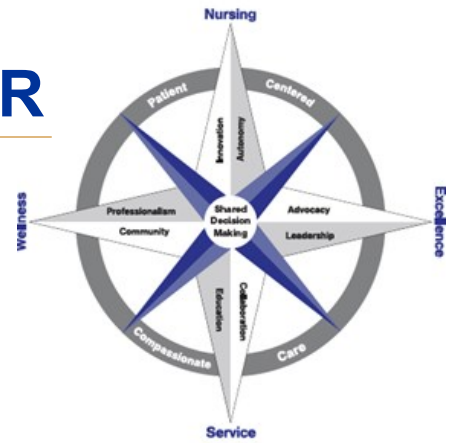 Nursing
R
Patient
Centered
Innovation
Autonomy
Professionalism
Community
Shared
Decision
Making
Advocacy
Leadership
Wellness
Excellence
Education
Collaboration
Compassionate
Care
Service